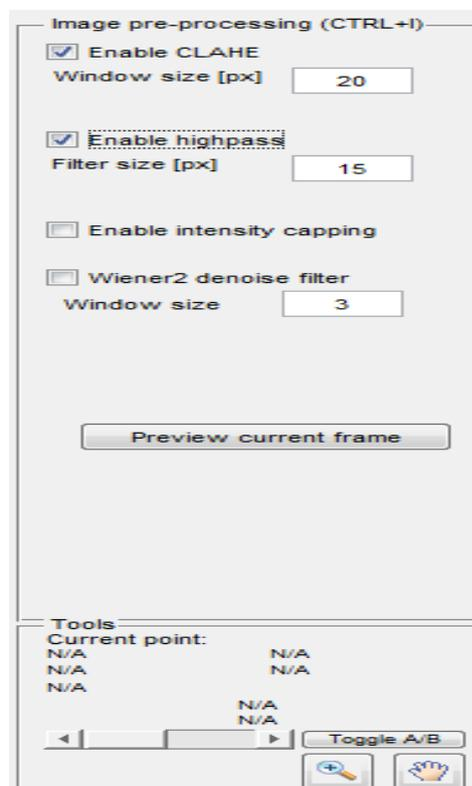 Image pre-processing (CTRL+I)
Enable CLAHE
Window size [px] 20
Enable highpass
Filter size [px] 15
Enable intensity capping
Wiener2 denoise filter
Window size 3
Preview current frame
Tools
Current point:
N/A N/A
N/A N/A
N/A
N/A
N/A
Toggle A/B